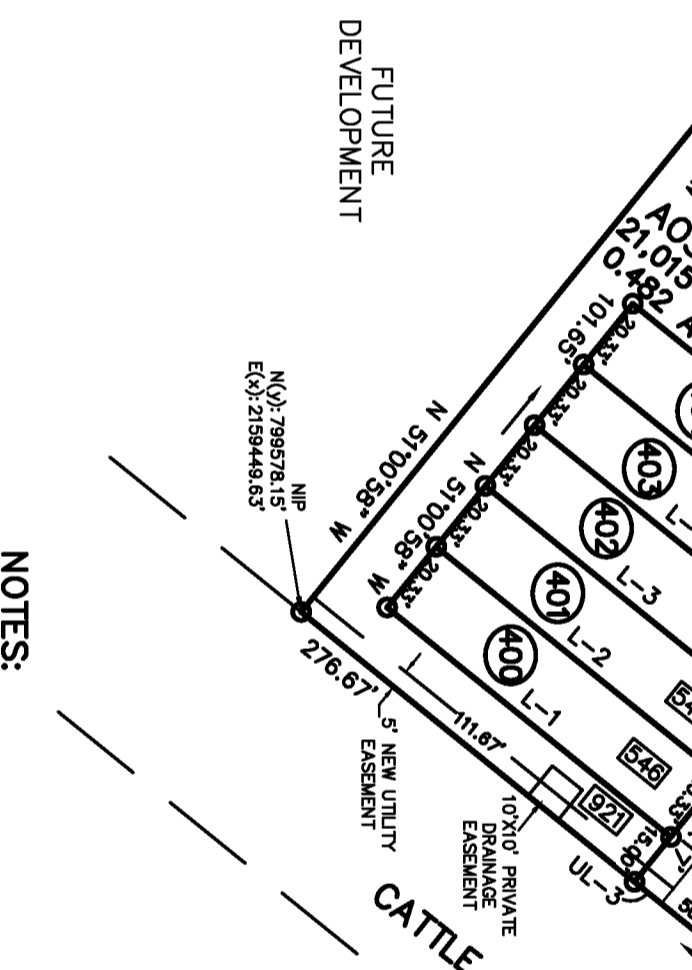 FUTURE
DEVELOPMENT
21,015
0.482
101.65'
20.33'
20.33'
20.33'
20.33'
20.33'
N 51°00'58" W
N 51°00'58" W
403
402
L-3
401
L-2
400
L-1
546
921
NIP
N(y): 799578.15'
E(x): 2159449.63'
276.67'
111.67'
5' NEW UTILITY
EASEMENT
10'X10' PRIVATE
DRAINAGE
EASEMENT
UL-3
CATTLE
NOTES: